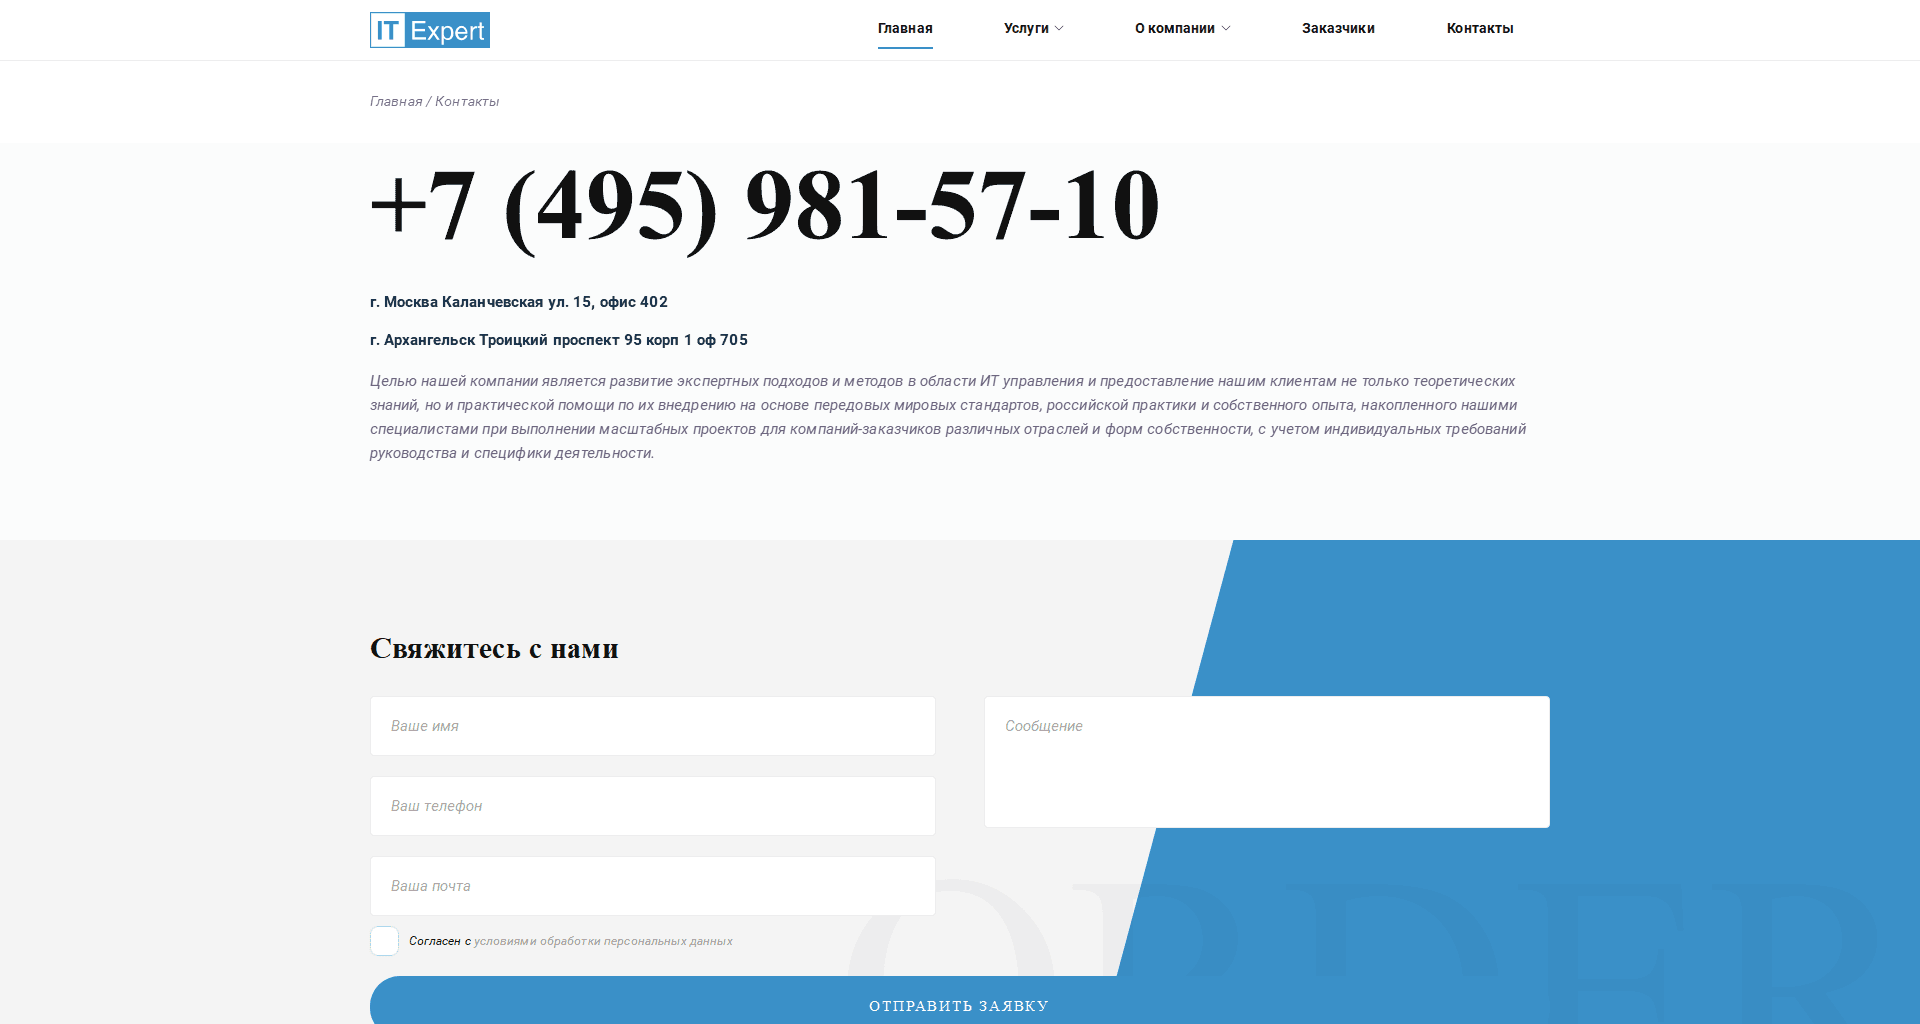 IT Expert
Главная
Услуги
О компании
Заказчики
Контакты
Главная / Контакты
+7 (495) 981-57-10
г. Москва Каланчевская ул. 15, офис 402
г. Архангельск Троицкий проспект 95 корп 1 оф 705
Целью нашей компании является развитие экспертных подходов и методов в области ИТ управления и предоставление нашим клиентам не только теоретических
знаний, но и практической помощи по их внедрению на основе передовых мировых стандартов, российской практики и собственного опыта, накопленного нашими
специалистами при выполнении масштабных проектов для компаний-заказчиков различных отраслей и форм собственности, с учетом индивидуальных требований
руководства и специфики деятельности.
Свяжитесь с нами
Ваше имя
Сообщение
Ваш телефон
Ваша почта
Согласен с условиями обработки персональных данных
ORDER
ОТПРАВИТЬ ЗАЯВКУ